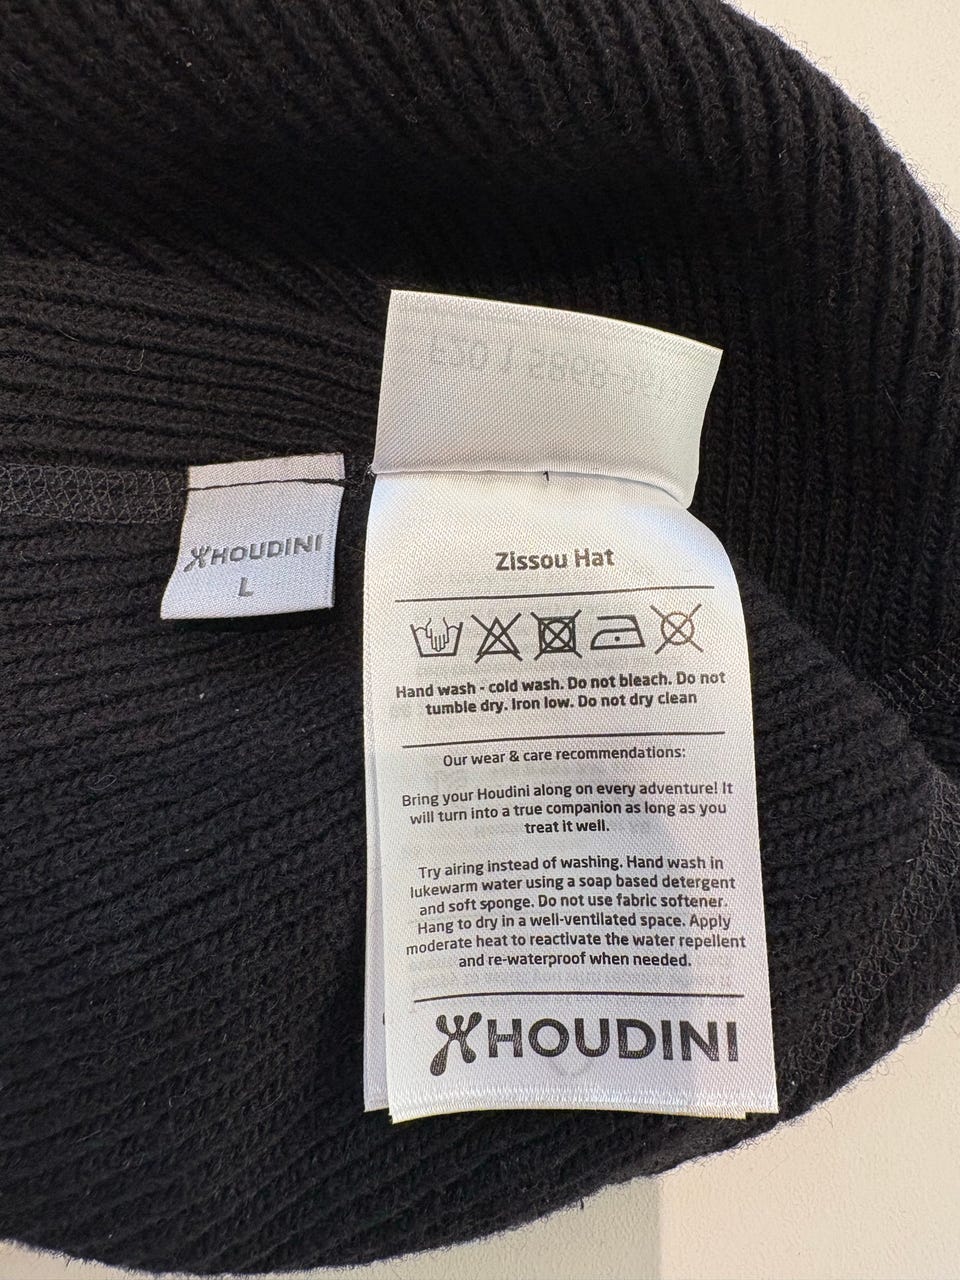 HOUDINI
L
Zissou Hat
Hand wash - cold wash. Do not bleach. Do not
tumble dry. Iron low. Do not dry clean
Our wear & care recommendations:
Bring your Houdini along on every adventure! It
will turn into a true companion as long as you
treat it well.
Try airing instead of washing. Hand wash in
lukewarm water using a soap based detergent
and soft sponge. Do not use fabric softener.
Hang to dry in a well-ventilated space. Apply
moderate heat to reactivate the water repellent
and re-waterproof when needed.
HOUDINI